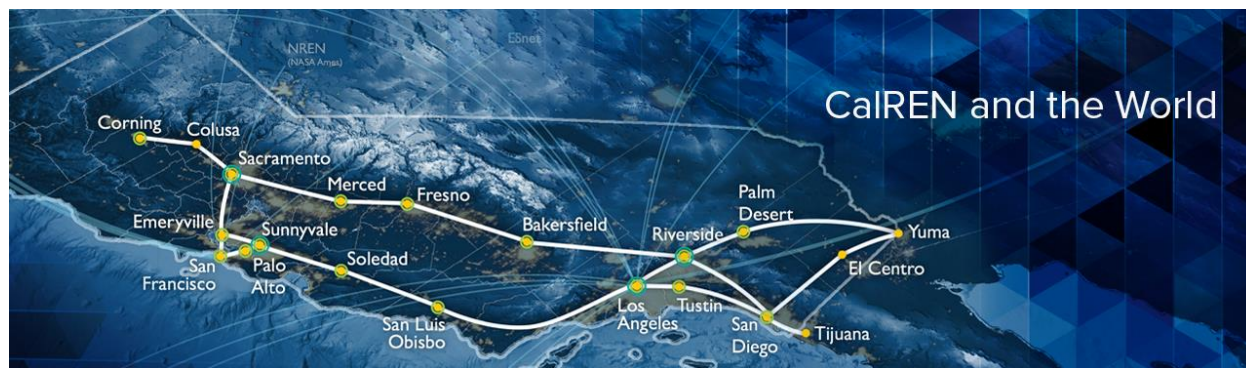 ESnet
NREN
(NASA Ames)
CalREN and the World
Corning
Colusa
Sacramento
Merced
Fresno
Palm
Desert
Emeryville
Sunnyvale
Bakersfield
Riverside
Yuma
San
Francisco
Palo
Alto
Soledad
El Centro
San Luis
Obisbo
Los
Angeles
Tustin
San
Diego
Tijuana